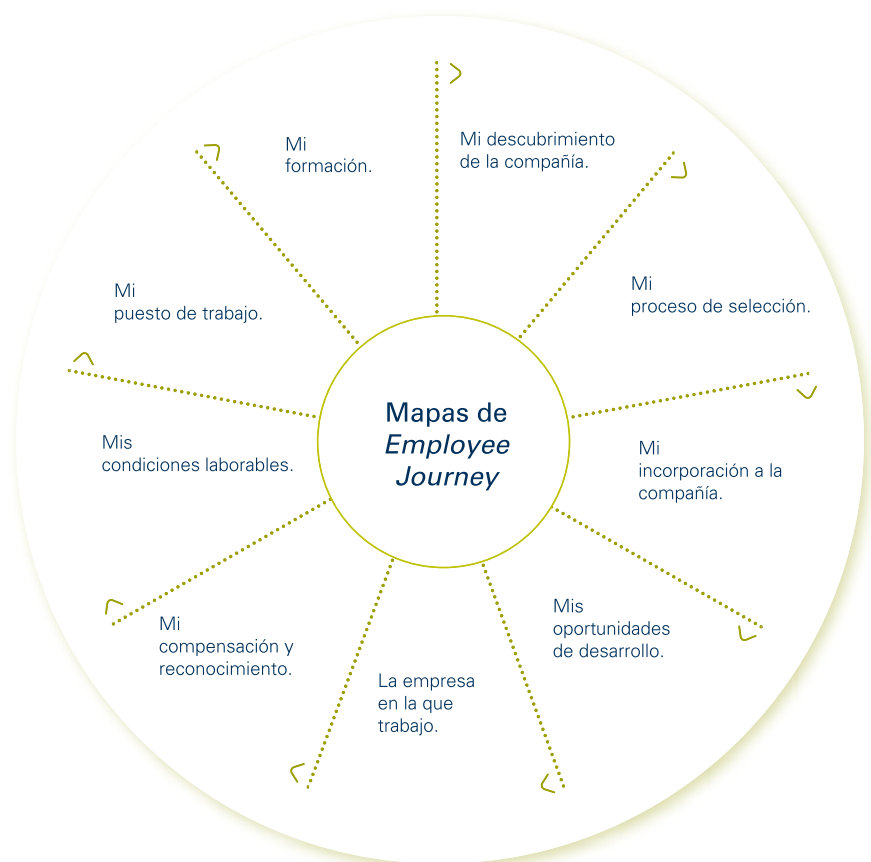 Mapas de
Employee
Journey
Mi descubrimiento
de la compañía.
Mi
proceso de selección.
Mi
incorporación a la
compañía.
Mis
oportunidades
de desarrollo.
La empresa
en la que
trabajo.
Mi
compensación y
reconocimiento.
Mis
condiciones laborables.
Mi
puesto de trabajo.
Mi
formación.